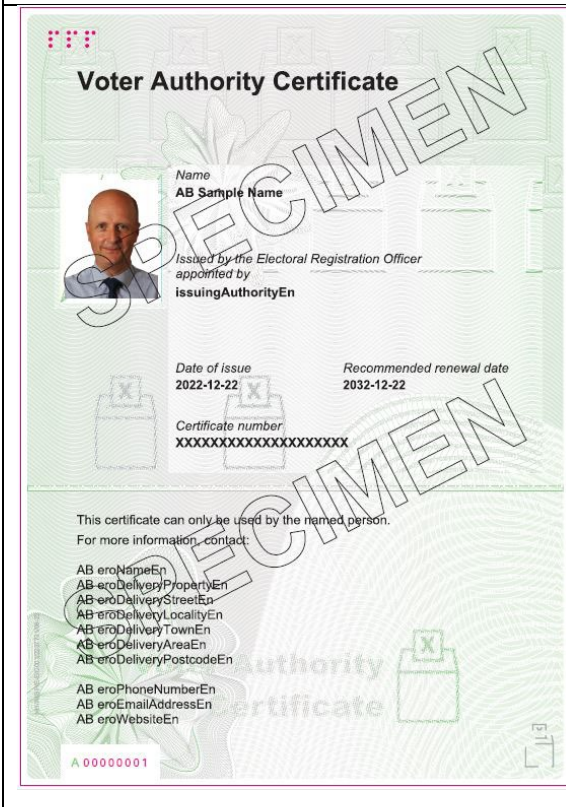 Voter Authority Certificate
Name
AB Sample Name
Issued by the Electoral Registration Officer
appointed by
issuingAuthorityEn
Date of issue
2022-12-22
Recommended renewal date
2032-12-22
Certificate number
XXXXXXXXXXXXXXXXXXXX
SPECIMEN
This certificate can only be used by the named person.
For more information, contact:
AB eroNameEn
AB eroDeliveryPropertyEn
AB eroDeliveryStreetEn
AB eroDeliveryLocalityEn
AB eroDeliveryTownEn
AB eroDeliveryAreaEn
AB eroDeliveryPostcodeEn
AB eroPhoneNumberEn
AB eroEmailAddressEn
AB eroWebsiteEn
SPECIMEN
Voter Authority
Certificate
A 00000001